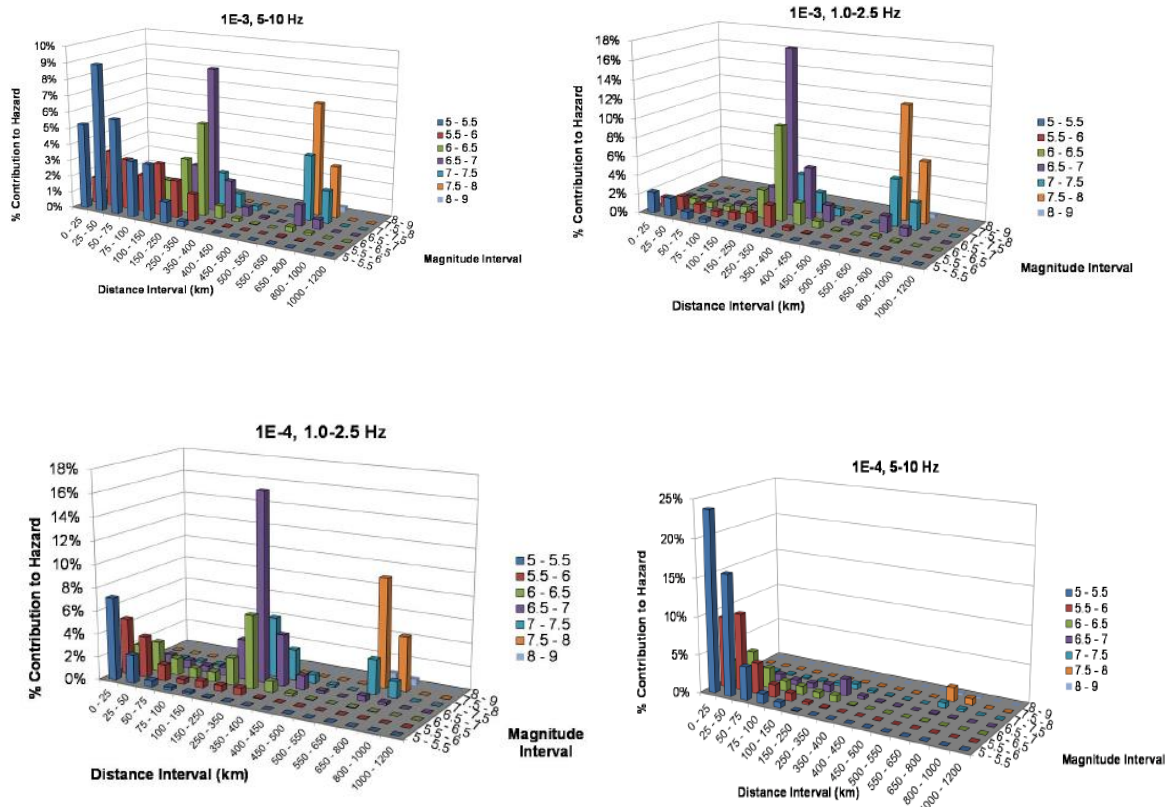 1E-3, 5-10 Hz
% Contribution to Hazard
10%
9%
8%
7%
6%
5%
4%
3%
2%
1%
0%
0 - 25
25 - 50
50 - 75
75 - 100
100 - 150
150 - 250
250 - 350
350 - 400
400 - 450
450 - 500
500 - 550
550 - 650
650 - 800
800 - 1000
1000 - 1200
Distance Interval (km)
Magnitude Interval
5 - 5.5
5.5 - 6
6 - 6.5
6.5 - 7
7 - 7.5
7.5 - 8
8 - 9
1E-3, 1.0-2.5 Hz
% Contribution to Hazard
18%
16%
14%
12%
10%
8%
6%
4%
2%
0%
0 - 25
25 - 50
50 - 75
75 - 100
100 - 150
150 - 250
250 - 350
350 - 400
400 - 450
450 - 500
500 - 550
550 - 650
650 - 800
800 - 1000
1000 - 1200
Distance Interval (km)
Magnitude Interval
5 - 5.5
5.5 - 6
6 - 6.5
6.5 - 7
7 - 7.5
7.5 - 8
8 - 9
1E-4, 1.0-2.5 Hz
% Contribution to Hazard
18%
16%
14%
12%
10%
8%
6%
4%
2%
0%
0 - 25
25 - 50
50 - 75
75 - 100
100 - 150
150 - 250
250 - 350
350 - 400
400 - 450
450 - 500
500 - 550
550 - 650
650 - 800
800 - 1000
1000 - 1200
Distance Interval (km)
Magnitude
Interval
5 - 5.5
5.5 - 6
6 - 6.5
6.5 - 7
7 - 7.5
7.5 - 8
8 - 9
1E-4, 5-10 Hz
% Contribution to Hazard
25%
20%
15%
10%
5%
0%
0 - 25
25 - 50
50 - 75
75 - 100
100 - 150
150 - 250
250 - 350
350 - 400
400 - 450
450 - 500
500 - 550
550 - 650
650 - 800
800 - 1000
1000 - 1200
Distance Interval (km)
Magnitude Interval
5 - 5.5
5.5 - 6
6 - 6.5
6.5 - 7
7 - 7.5
7.5 - 8
8 - 9